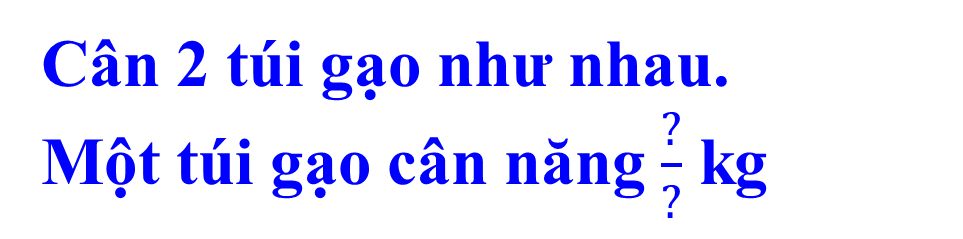 Cân 2 túi gạo như nhau.
Một túi gạo cân năng ?/? kg